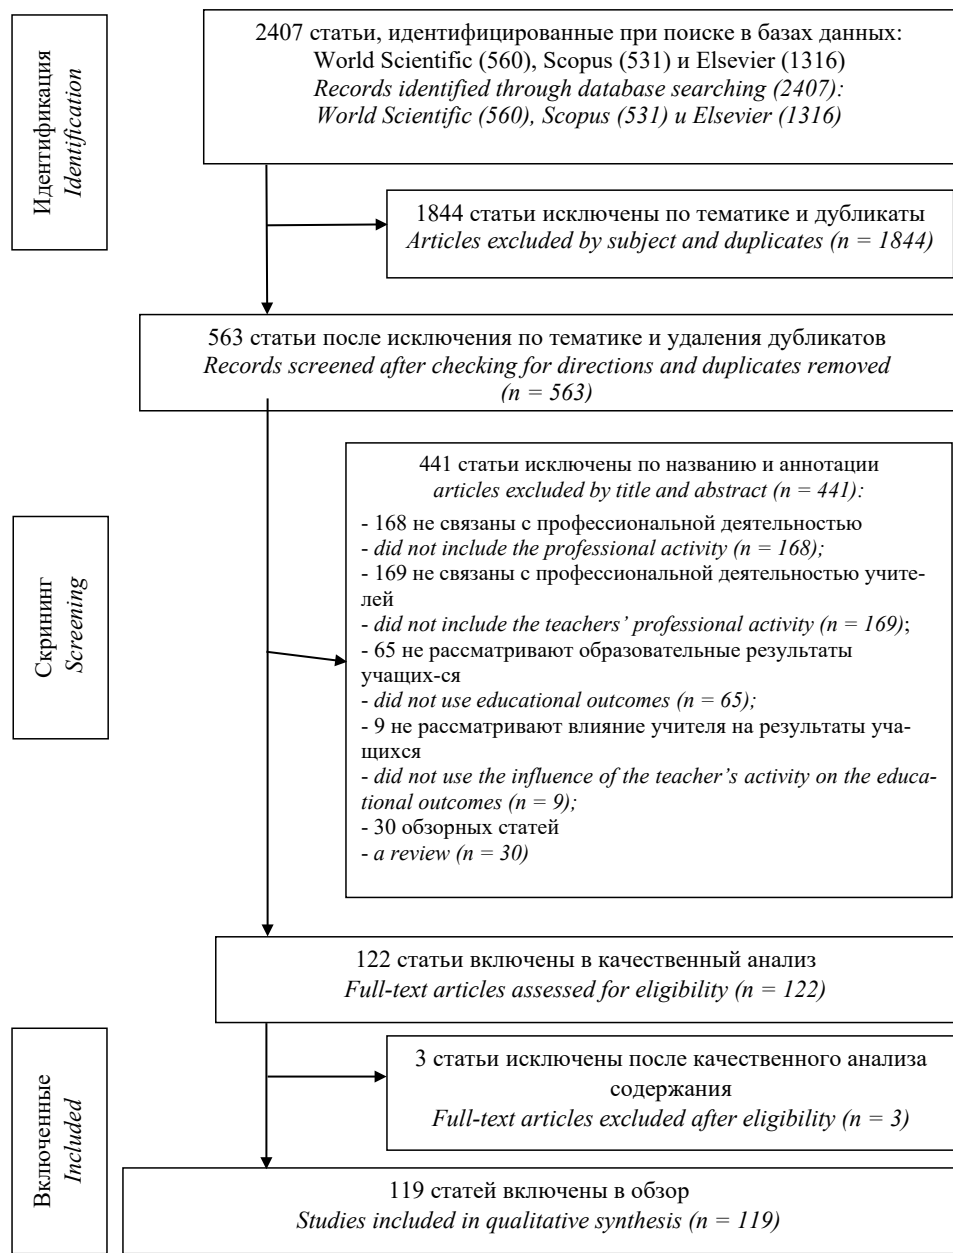 Идентификация
Identification
2407 статьи, идентифицированные при поиске в базах данных:
World Scientific (560), Scopus (531) и Elsevier (1316)
Records identified through database searching (2407):
World Scientific (560), Scopus (531) и Elsevier (1316)
1844 статьи исключены по тематике и дубликаты
Articles excluded by subject and duplicates (n = 1844)
563 статьи после исключения по тематике и удаления дубликатов
Records screened after checking for directions and duplicates removed
(n = 563)
Скрининг
Screening
441 статьи исключены по названию и аннотации
articles excluded by title and abstract (n = 441):
- 168 не связаны с профессиональной деятельностью
- did not include the professional activity (n = 168);
- 169 не связаны с профессиональной деятельностью учите-
лей
- did not include the teachers’ professional activity (n = 169);
- 65 не рассматривают образовательные результаты
учащих-ся
- did not use educational outcomes (n = 65);
- 9 не рассматривают влияние учителя на результаты уча-
щихся
- did not use the influence of the teacher’s activity on the educa-
tional outcomes (n = 9);
- 30 обзорных статей
- a review (n = 30)
122 статьи включены в качественный анализ
Full-text articles assessed for eligibility (n = 122)
Включенные
Included
3 статьи исключены после качественного анализа
содержания
Full-text articles excluded after eligibility (n = 3)
119 статей включены в обзор
Studies included in qualitative synthesis (n = 119)